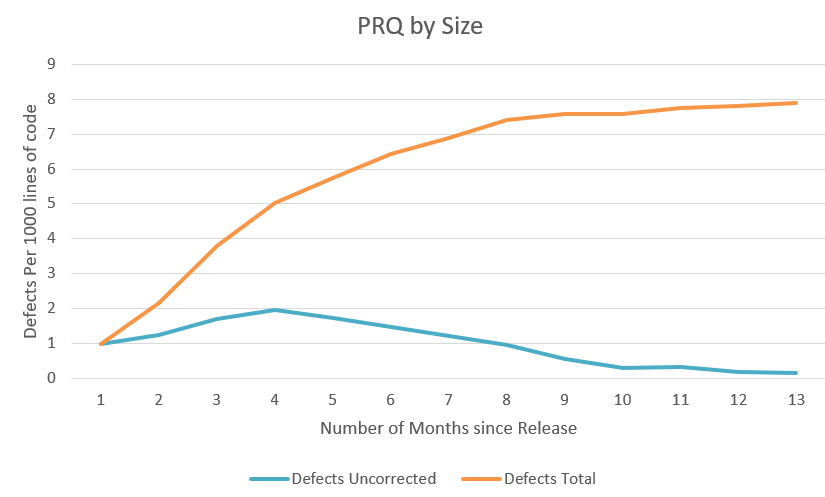 PRQ by Size
Defects Per 1000 lines of code
9
8
7
6
5
4
3
2
1
0
1 2 3 4 5 6 7 8 9 10 11 12 13
Number of Months since Release
Defects Uncorrected Defects Total